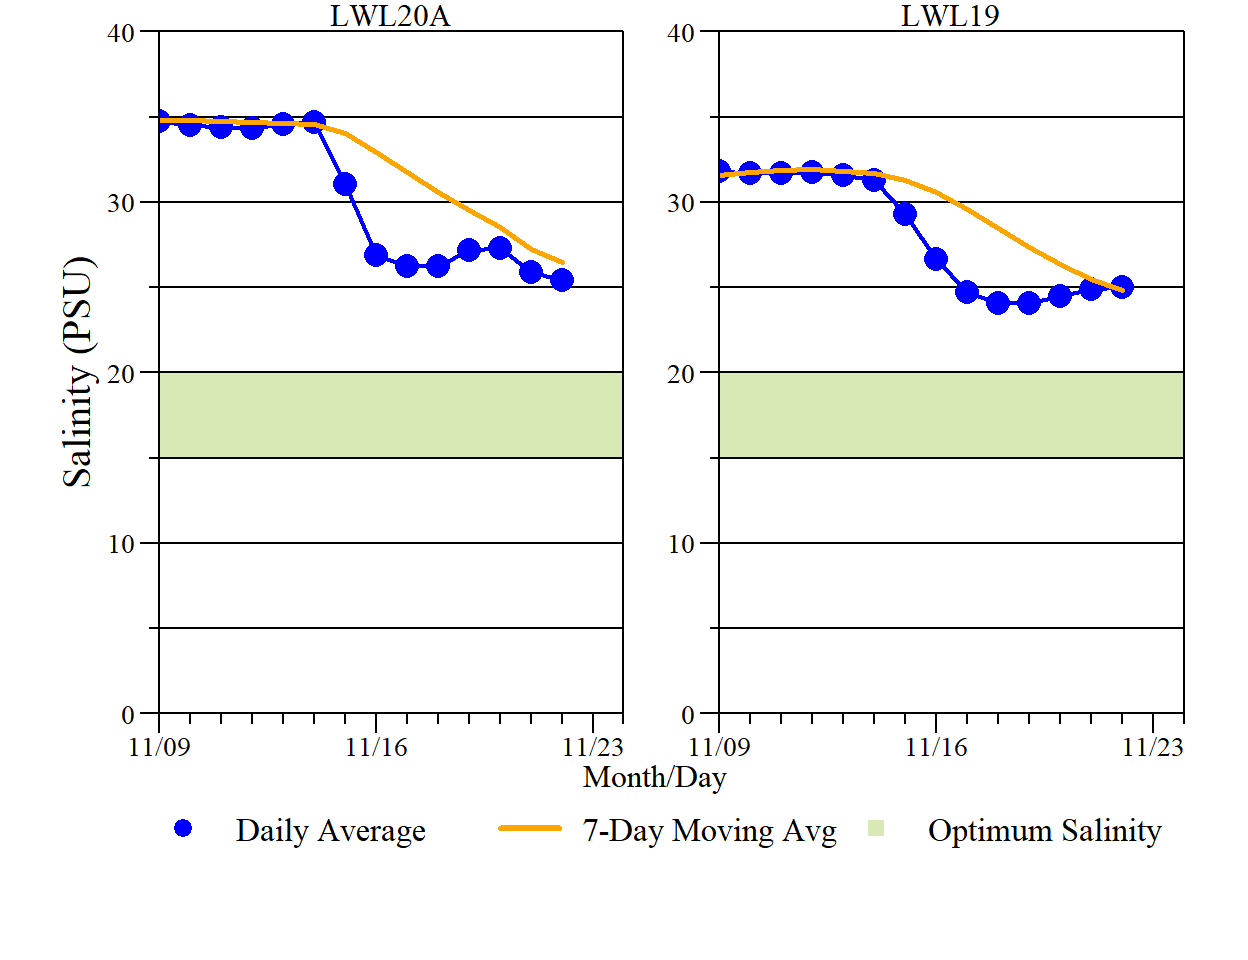 LWL20A
LWL19
40
30
20
10
0
40
30
20
10
0
Salinity (PSU)
11/09
11/16
11/23
11/09
11/16
11/23
Month/Day
Daily Average
7-Day Moving Avg
Optimum Salinity